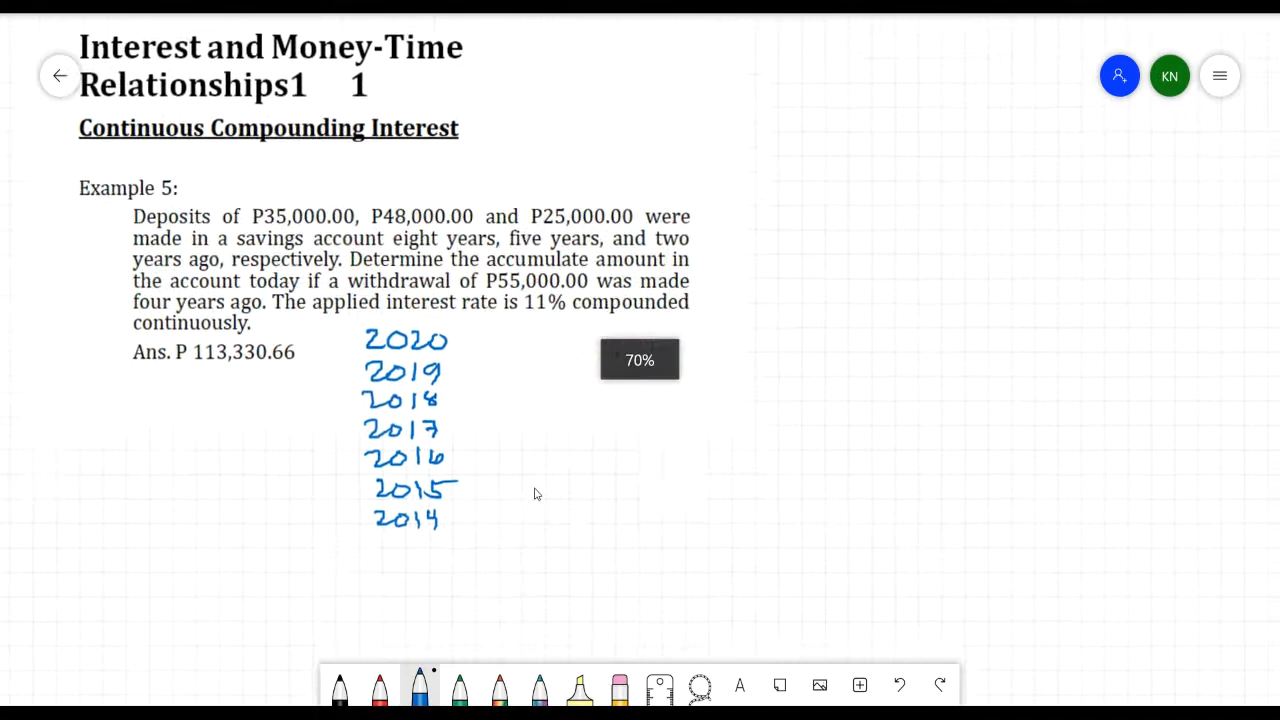 Interest and Money-Time
Relationships1 1
KN
Continuous Compounding Interest
Example 5:
Deposits of P35,000.00, P48,000.00 and P25,000.00 were
made in a savings account eight years, five years, and two
years ago, respectively. Determine the accumulate amount in
the account today if a withdrawal of P55,000.00 was made
four years ago. The applied interest rate is 11% compounded
continuously.
Ans. P 113,330.66
2020
2019
2018
2017
2016
2015
2014
70%
A